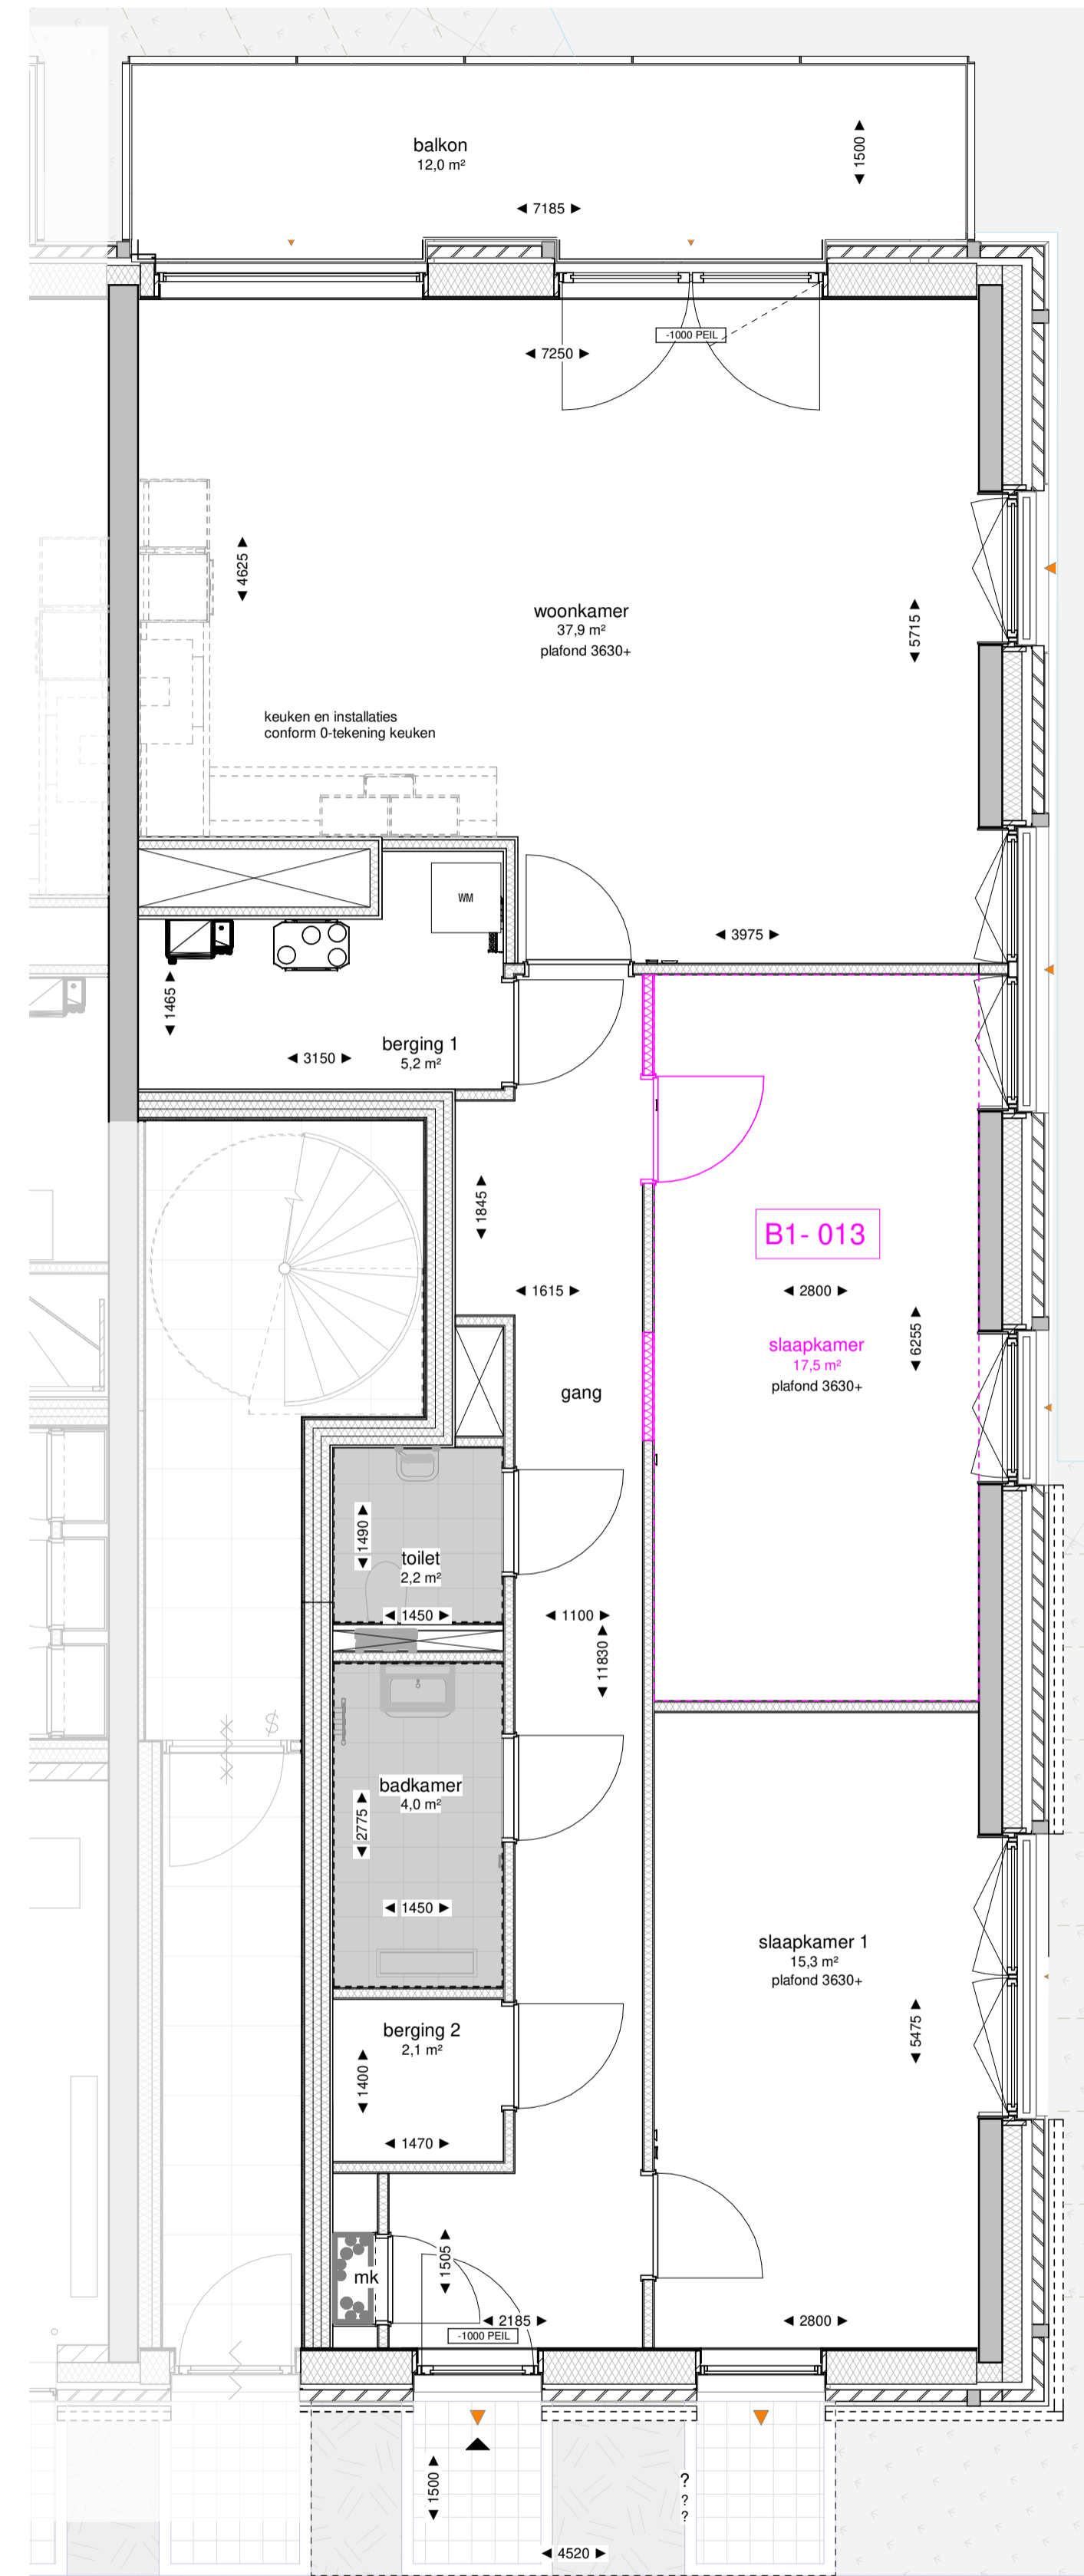 balkon
12,0 m²
1500
7185
-1000 PEIL
7250
4625
woonkamer
37,9 m²
plafond 3630+
5715
keuken en installaties
conform 0-tekening keuken
WM
3975
1465
berging 1
5,2 m²
3150
1845
B1- 013
1615
2800
slaapkamer
17,5 m²
plafond 3630+
6255
gang
1490
toilet
2,2 m²
1450
1100
11830
badkamer
4,0 m²
2775
1450
slaapkamer 1
15,3 m²
plafond 3630+
5475
berging 2
2,1 m²
1400
1470
mk
1505
2185
2800
-1000 PEIL
1500
?
?
?
4520